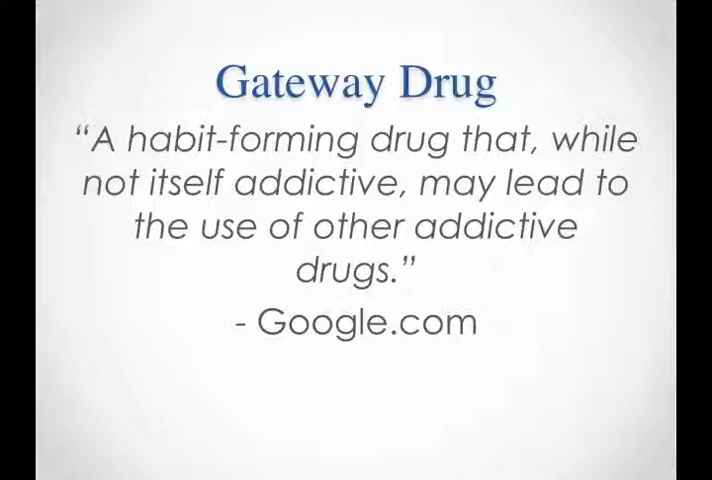 Gateway Drug
“A habit-forming drug that, while
not itself addictive, may lead to
the use of other addictive
drugs.”
- Google.com